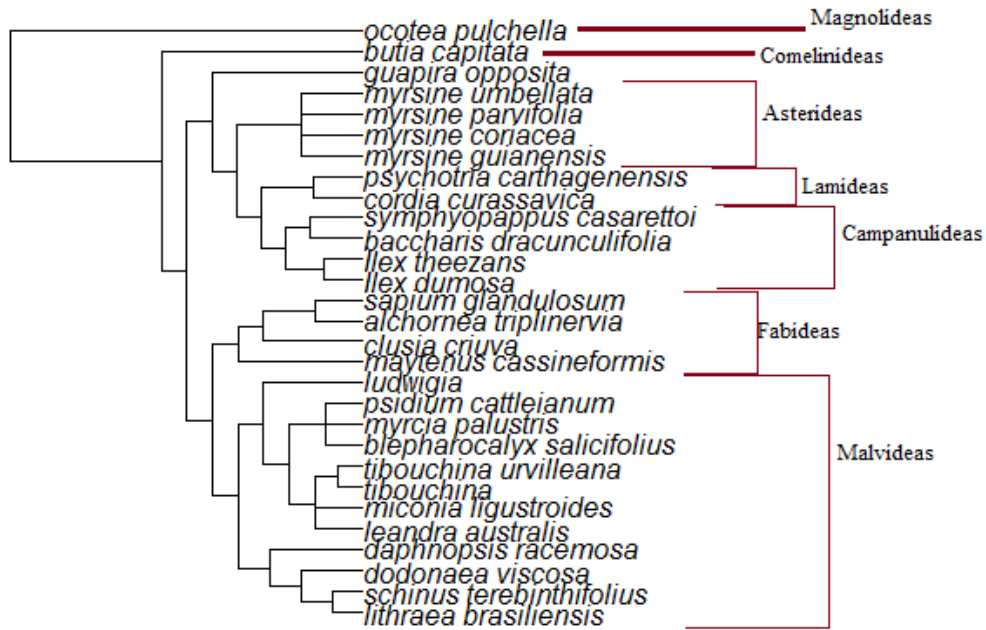 ocotea pulchella
Magnolideas
butia capitata
Comelinideas
guapira opposita
myrsine umbellata
myrsine parvifolia
Asterideas
myrsine coriacea
myrsine guianensis
psychotria carthagenensis
Lamideas
cordia curassavica
symphyopappus casarettoi
Campanulideas
baccharis dracunculifolia
Ilex theezans
Ilex dumosa
sapium glandulosum
alchornea triplinervia
Fabideas
clusia criuva
maytenus cassineformis
ludwigia
psidium cattleianum
myrcia palustris
blepharocalyx salicifolius
Malvideas
tibouchina urvilleana
tibouchina
miconia ligustroides
leandra australis
daphnopsis racemosa
dodonaea viscosa
schinus terebinthifolius
lithraea brasiliensis